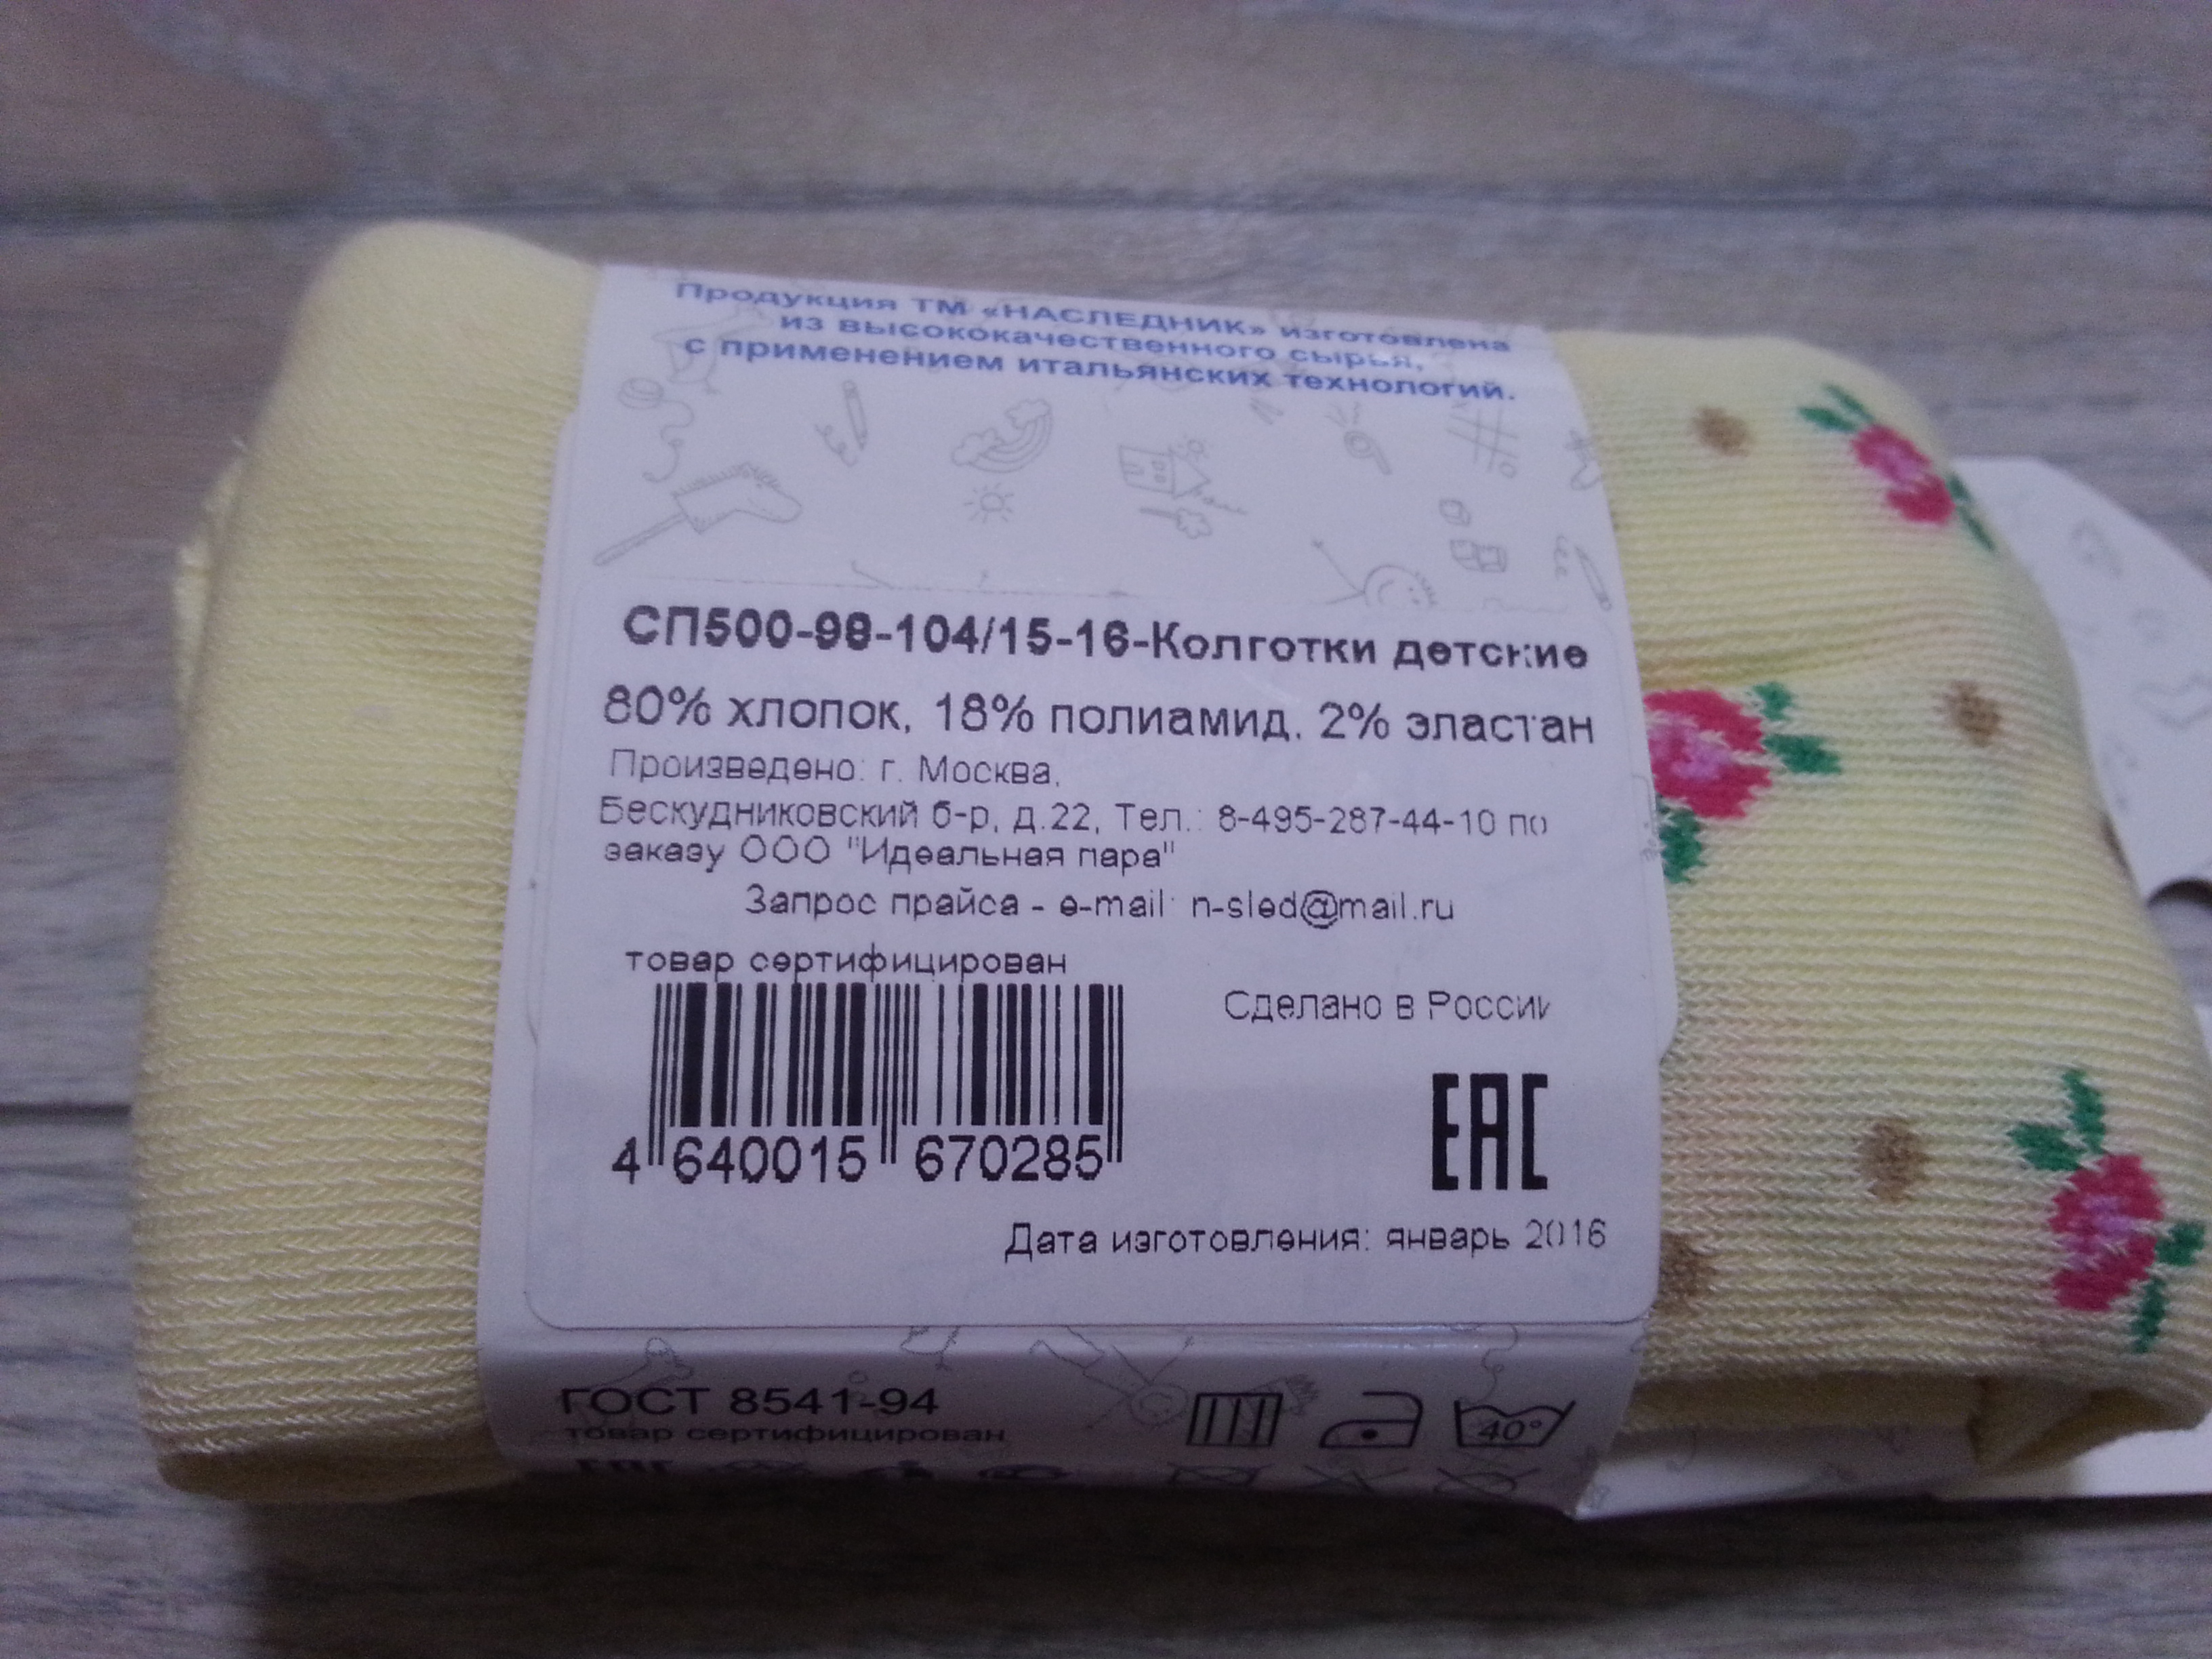 Продукция ТМ «НАСЛЕДНИК» изготовлена
из высококачественного сырья,
с применением итальянских технологий.
СП500-98-104/15-16-Колготки детские
80% хлопок, 18% полиамид, 2% эластан
Произведено: г. Москва,
Бескудниковский б-р, д.22, Тел.: 8-495-287-44-10 по
заказу ООО "Идеальная пара"
Запрос прайса - e-mail: n-sled@mail.ru
товар сертифицирован
Сделано в России
4 640015 670285
EAC
Дата изготовления: январь 2016
ГОСТ 8541-94
товар сертифицирован
40°
EAC